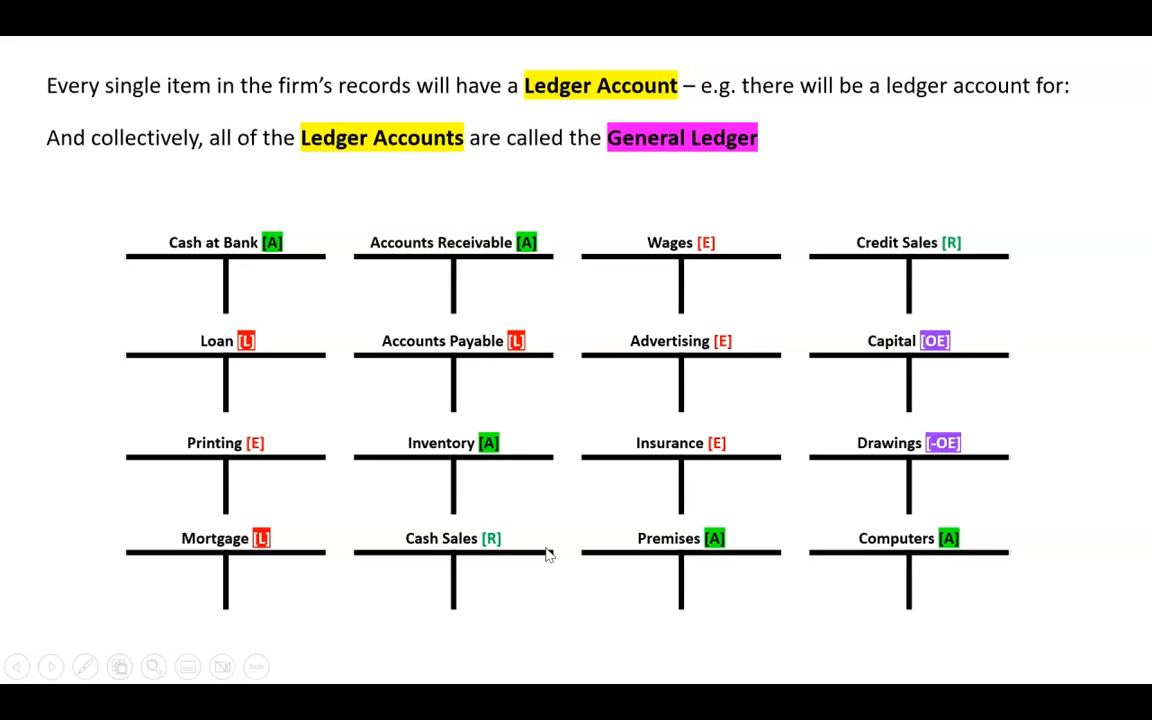 Every single item in the firm's records will have a Ledger Account – e.g. there will be a ledger account for:
And collectively, all of the Ledger Accounts are called the General Ledger
Cash at Bank [A]
Accounts Receivable [A]
Wages [E]
Credit Sales [R]
Loan [L]
Accounts Payable [L]
Advertising [E]
Capital [OE]
Printing [E]
Inventory [A]
Insurance [E]
Drawings [-OE]
Mortgage [L]
Cash Sales [R]
Premises [A]
Computers [A]